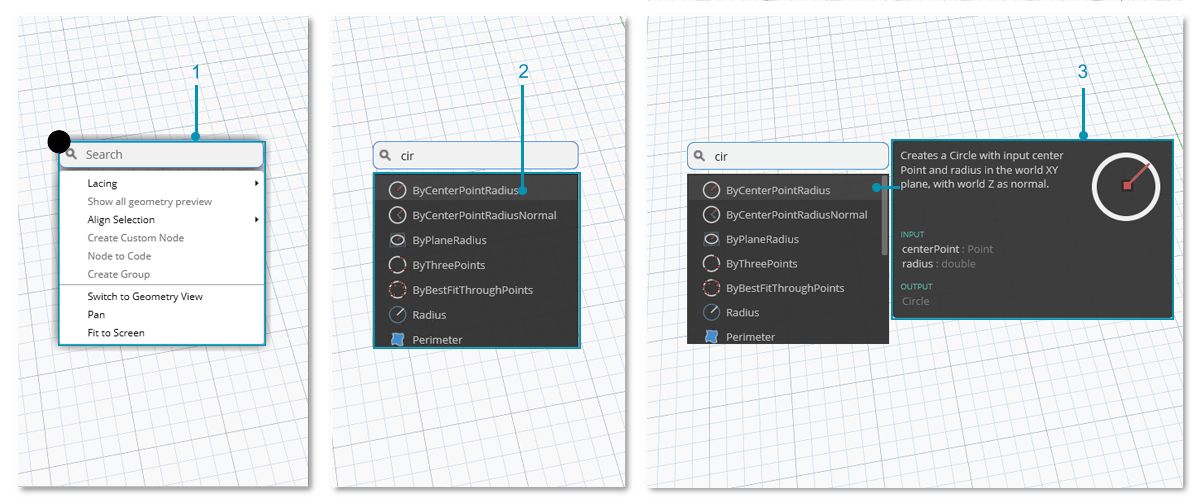 1
Search
Lacing
Show all geometry preview
Align Selection
Create Custom Node
Node to Code
Create Group
Switch to Geometry View
Pan
Fit to Screen
2
cir
ByCenterPointRadius
ByCenterPointRadiusNormal
ByPlaneRadius
ByThreePoints
ByBestFitThroughPoints
Radius
Perimeter
3
cir
ByCenterPointRadius
ByCenterPointRadiusNormal
ByPlaneRadius
ByThreePoints
ByBestFitThroughPoints
Radius
Perimeter
Creates a Circle with input center
Point and radius in the world XY
plane, with world Z as normal.
INPUT
centerPoint : Point
radius : double
OUTPUT
Circle